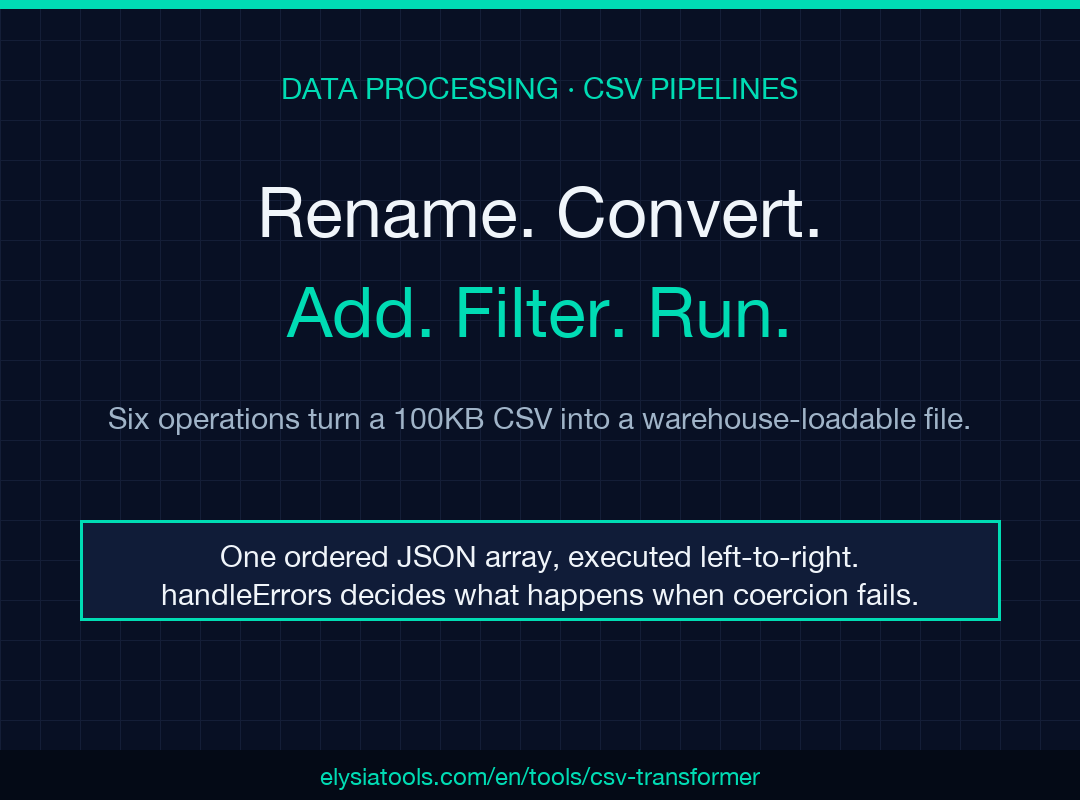 DATA PROCESSING · CSV PIPELINES
Rename. Convert.
Add. Filter. Run.
Six operations turn a 100KB CSV into a warehouse-loadable file.
One ordered JSON array, executed left-to-right.
handleErrors decides what happens when coercion fails.
elysiatools.com/en/tools/csv-transformer